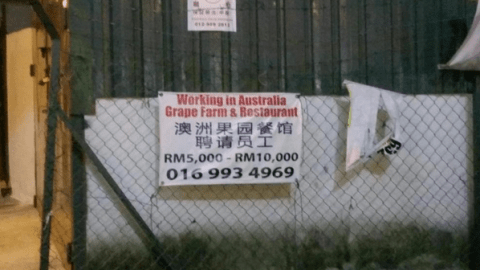 Working in Australia
Grape Farm & Restaurant
澳洲果园餐馆
聘请员工
RM5,000 - RM10,000
016 993 4969